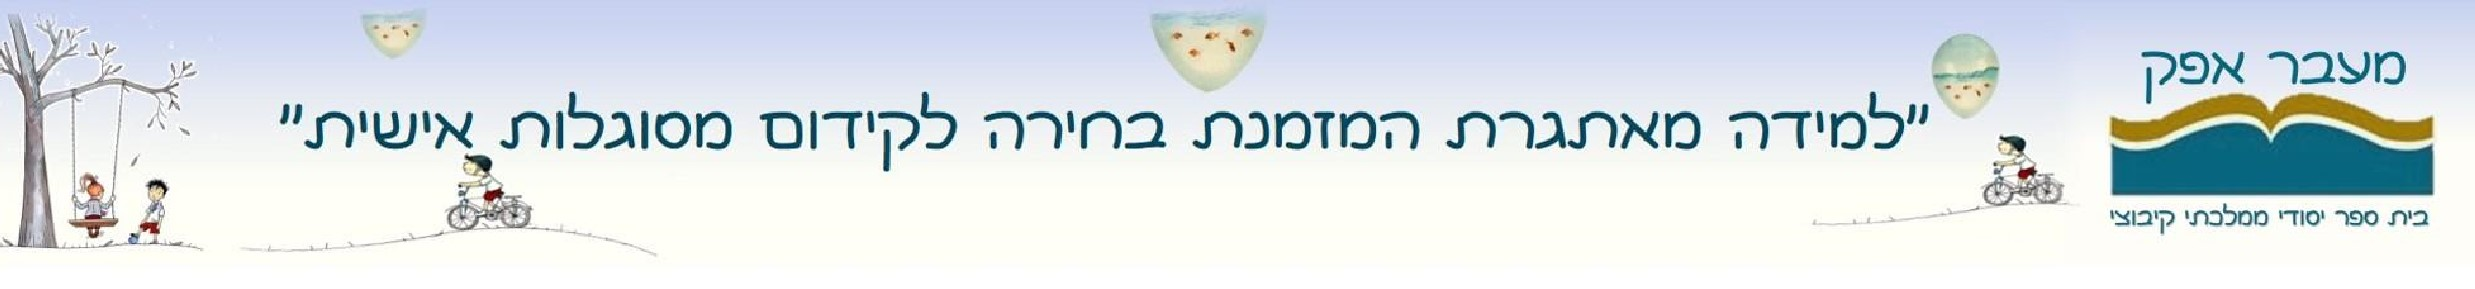 מעבר אפק
"למידה מאתגרת המזמנת בחירה לקידום מסוגלות אישית"
בית ספר יסודי ממלכתי קיבוצי